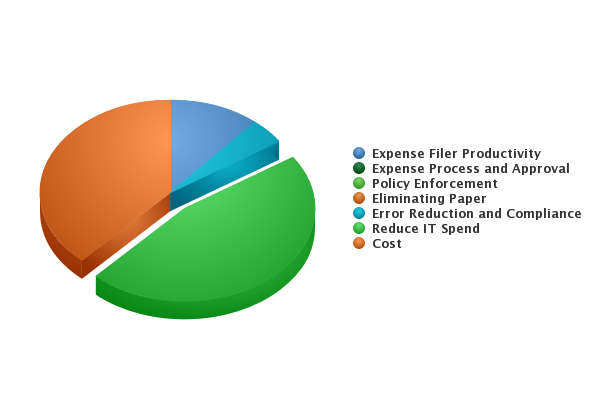 Expense Filer Productivity
Expense Process and Approval
Policy Enforcement
Eliminating Paper
Error Reduction and Compliance
Reduce IT Spend
Cost